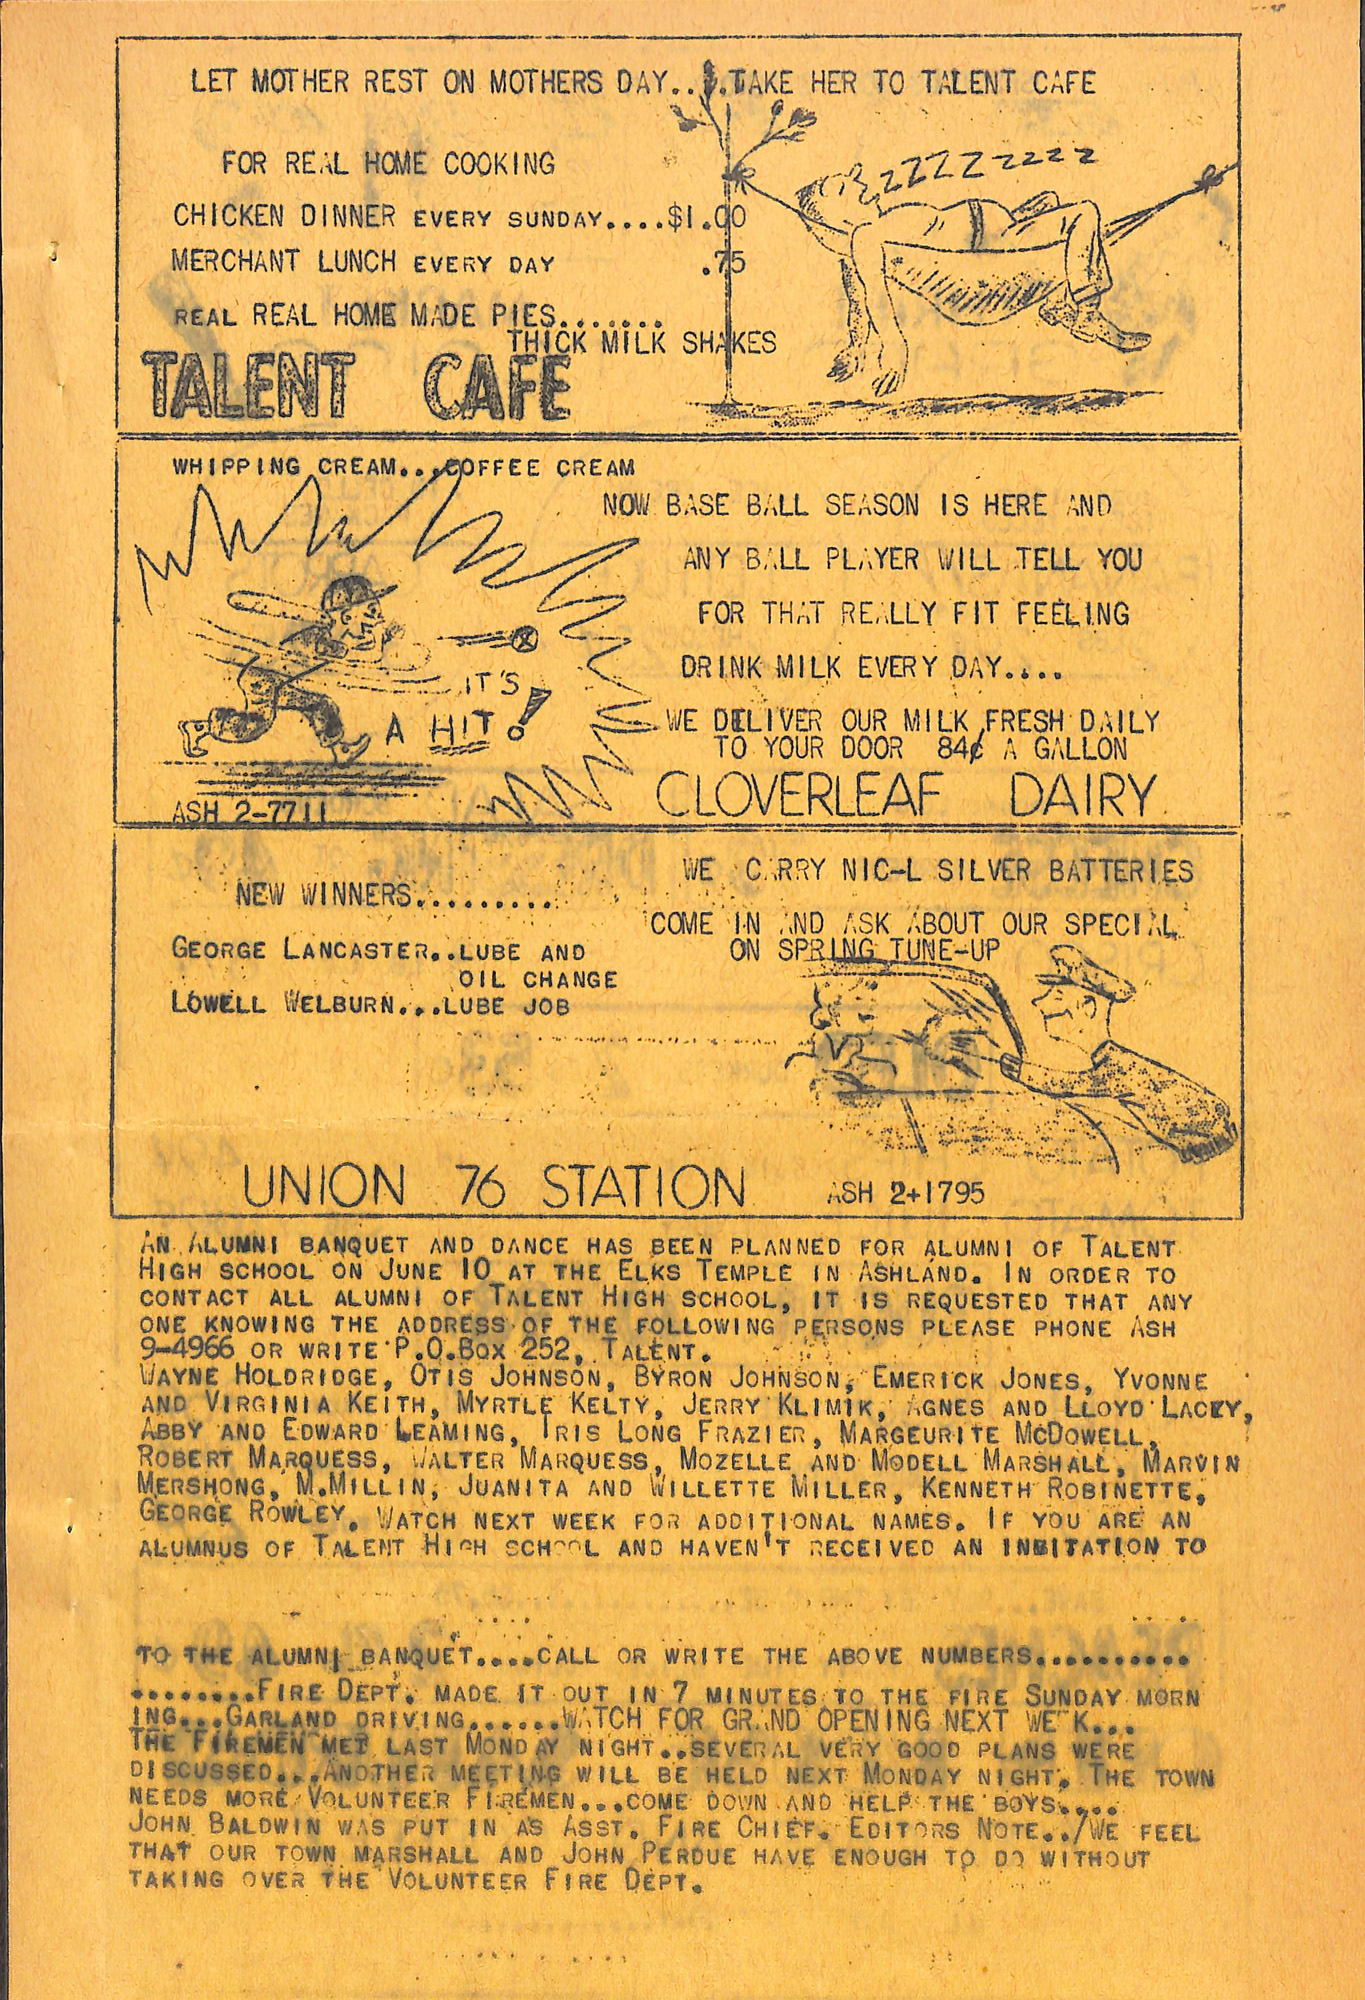 LET MOTHER REST ON MOTHERS DAY....TAKE HER TO TALENT CAFE
FOR REAL HOME COOKING
CHICKEN DINNER EVERY SUNDAY....$1.00
MERCHANT LUNCH EVERY DAY .75
REAL REAL HOME MADE PIES.......
THICK MILK SHAKES
TALENT CAFE
ZZZZZZZZZ
WHIPPING CREAM...COFFEE CREAM
NOW BASE BALL SEASON IS HERE AND
ANY BALL PLAYER WILL TELL YOU
FOR THAT REALLY FIT FEELING
DRINK MILK EVERY DAY....
IT'S
A HIT!
WE DELIVER OUR MILK FRESH DAILY
TO YOUR DOOR 84¢ A GALLON
CLOVERLEAF DAIRY
ASH 2-7711
WE CARRY NIC-L SILVER BATTERIES
NEW WINNERS.........
COME IN AND ASK ABOUT OUR SPECIAL
ON SPRING TUNE-UP
GEORGE LANCASTER..LUBE AND
OIL CHANGE
LOWELL WELBURN...LUBE JOB
UNION 76 STATION ASH 2+1795
AN ALUMNI BANQUET AND DANCE HAS BEEN PLANNED FOR ALUMNI OF TALENT
HIGH SCHOOL ON JUNE 10 AT THE ELKS TEMPLE IN ASHLAND. IN ORDER TO
CONTACT ALL ALUMNI OF TALENT HIGH SCHOOL, IT IS REQUESTED THAT ANY
ONE KNOWING THE ADDRESS OF THE FOLLOWING PERSONS PLEASE PHONE ASH
9-4966 OR WRITE P.O.BOX 252, TALENT.
WAYNE HOLDRIDGE, OTIS JOHNSON, BYRON JOHNSON, EMERICK JONES, YVONNE
AND VIRGINIA KEITH, MYRTLE KELTY, JERRY KLIMIK, AGNES AND LLOYD LACEY,
ABBY AND EDWARD LEAMING, IRIS LONG FRAZIER, MARGEURITE MCDOWELL,
ROBERT MARQUESS, WALTER MARQUESS, MOZELLE AND MODELL MARSHALL, MARVIN
MERSHONG, M.MILLIN, JUANITA AND WILLETTE MILLER, KENNETH ROBINETTE,
GEORGE ROWLEY. WATCH NEXT WEEK FOR ADDITIONAL NAMES. IF YOU ARE AN
ALUMNUS OF TALENT HIGH SCHOOL AND HAVEN'T RECEIVED AN INBITATION TO
TO THE ALUMNI BANQUET....CALL OR WRITE THE ABOVE NUMBERS..........
........FIRE DEPT. MADE IT OUT IN 7 MINUTES TO THE FIRE SUNDAY MORN
ING...GARLAND DRIVING......WATCH FOR GRAND OPENING NEXT WEEK...
THE FIREMEN MET LAST MONDAY NIGHT..SEVERAL VERY GOOD PLANS WERE
DISCUSSED...ANOTHER MEETING WILL BE HELD NEXT MONDAY NIGHT. THE TOWN
NEEDS MORE VOLUNTEER FIREMEN...COME DOWN AND HELP THE BOYS....
JOHN BALDWIN WAS PUT IN AS ASST. FIRE CHIEF. EDITORS NOTE../WE FEEL
THAT OUR TOWN MARSHALL AND JOHN PERDUE HAVE ENOUGH TO DO WITHOUT
TAKING OVER THE VOLUNTEER FIRE DEPT.